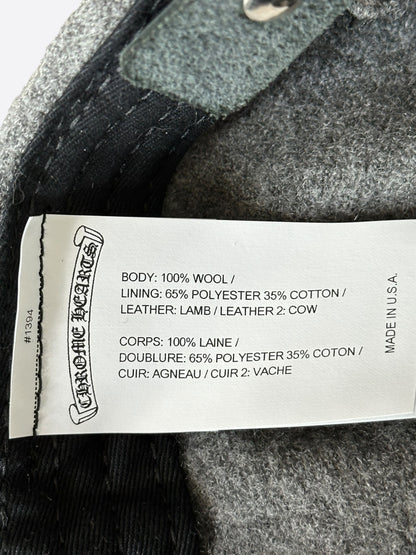 #1394
CHROME HEARTS
BODY: 100% WOOL /
LINING: 65% POLYESTER 35% COTTON /
LEATHER: LAMB / LEATHER 2: COW
CORPS: 100% LAINE /
DOUBLURE: 65% POLYESTER 35% COTON /
CUIR: AGNEAU / CUIR 2: VACHE
MADE IN U.S.A.